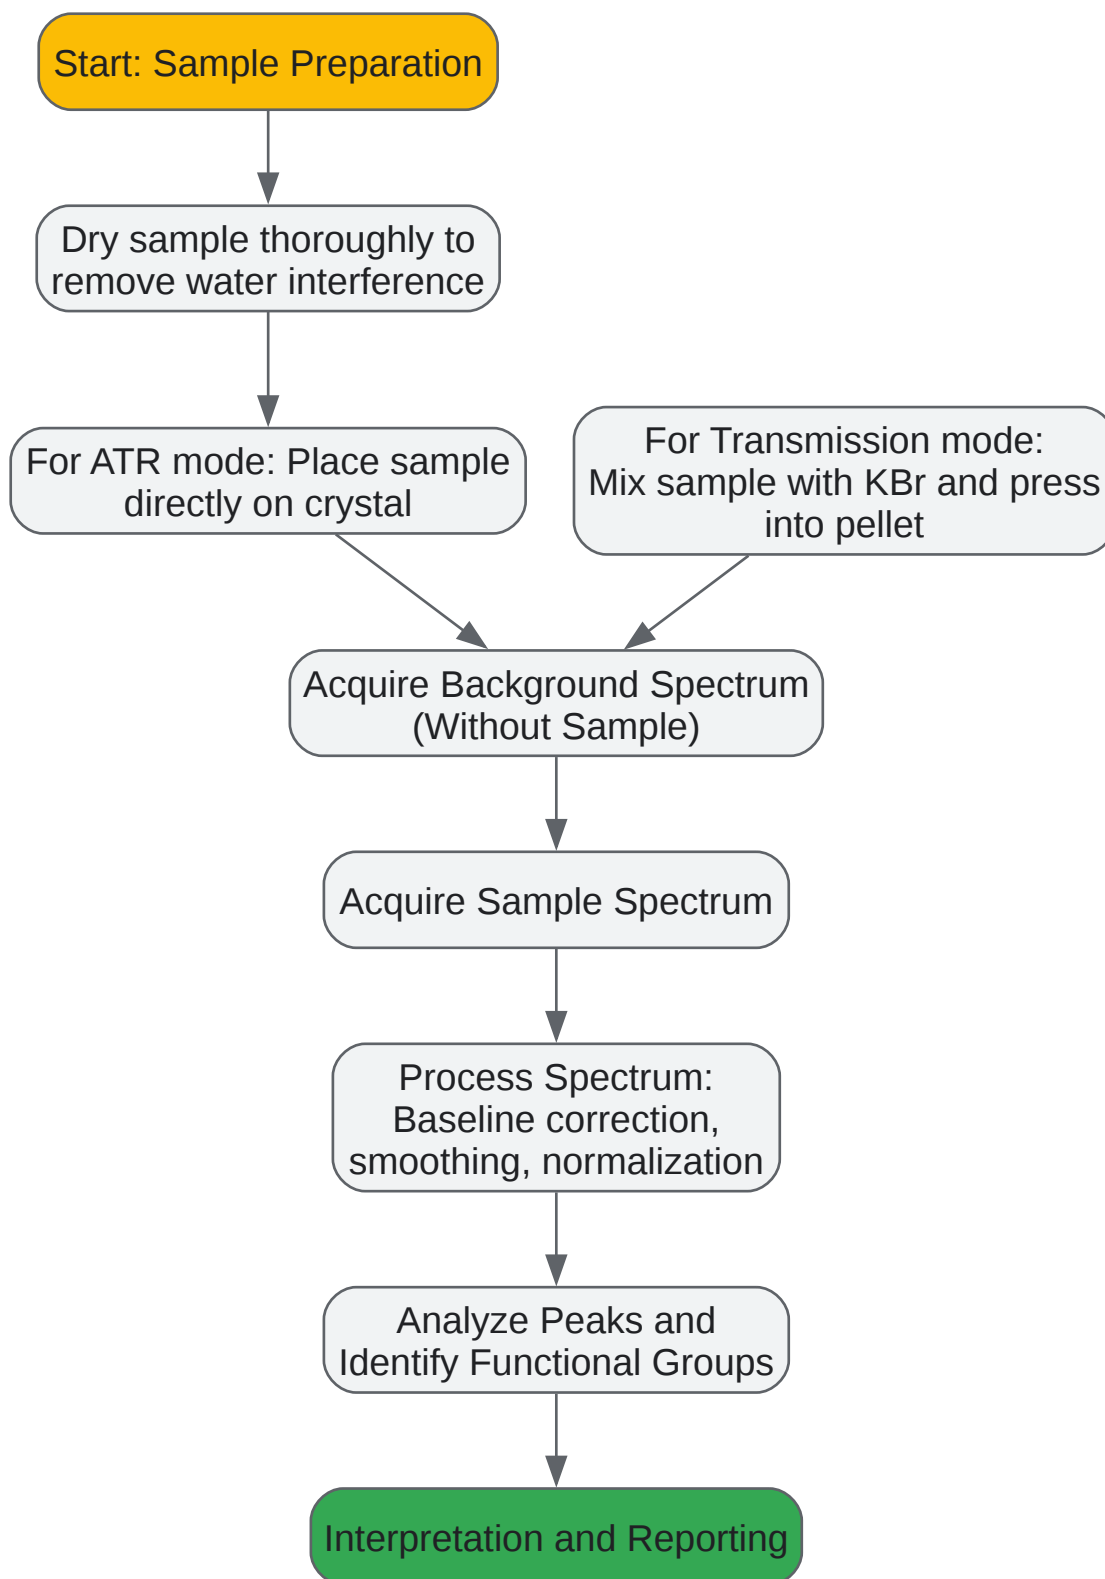 Start: Sample Preparation
Dry sample thoroughly to
remove water interference
For ATR mode: Place sample
directly on crystal
For Transmission mode:
Mix sample with KBr and press
into pellet
Acquire Background Spectrum
(Without Sample)
Acquire Sample Spectrum
Process Spectrum:
Baseline correction,
smoothing, normalization
Analyze Peaks and
Identify Functional Groups
Interpretation and Reporting